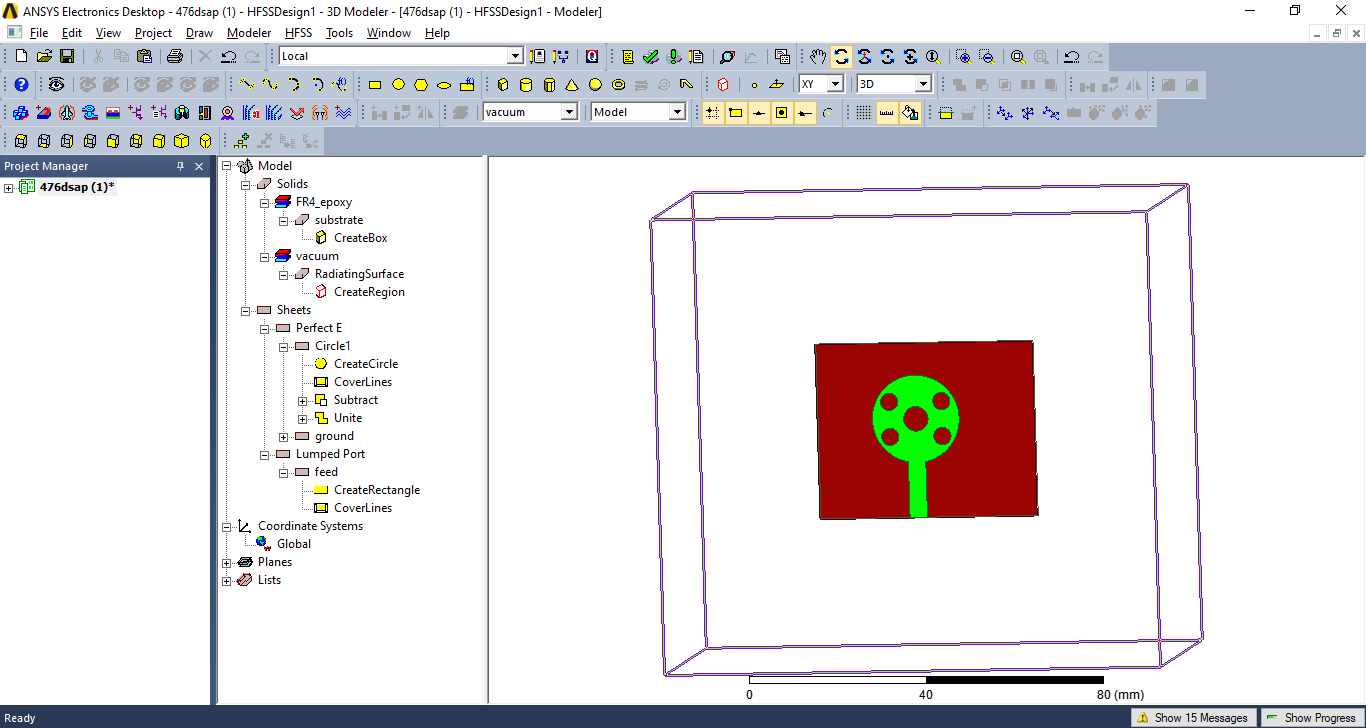 ANSYS Electronics Desktop - 476dsap (1) - HFSSDesign1 - 3D Modeler - [476dsap (1) - HFSSDesign1 - Modeler]
File Edit View Project Draw Modeler HFSS Tools Window Help
Local
XY 3D
vacuum Model
Project Manager
476dsap (1)*
Model
Solids
FR4_epoxy
substrate
CreateBox
vacuum
RadiatingSurface
CreateRegion
Sheets
Perfect E
Circle1
CreateCircle
CoverLines
Subtract
Unite
ground
Lumped Port
feed
CreateRectangle
CoverLines
Coordinate Systems
Global
Planes
Lists
0 40 80 (mm)
Ready
Show 15 Messages Show Progress